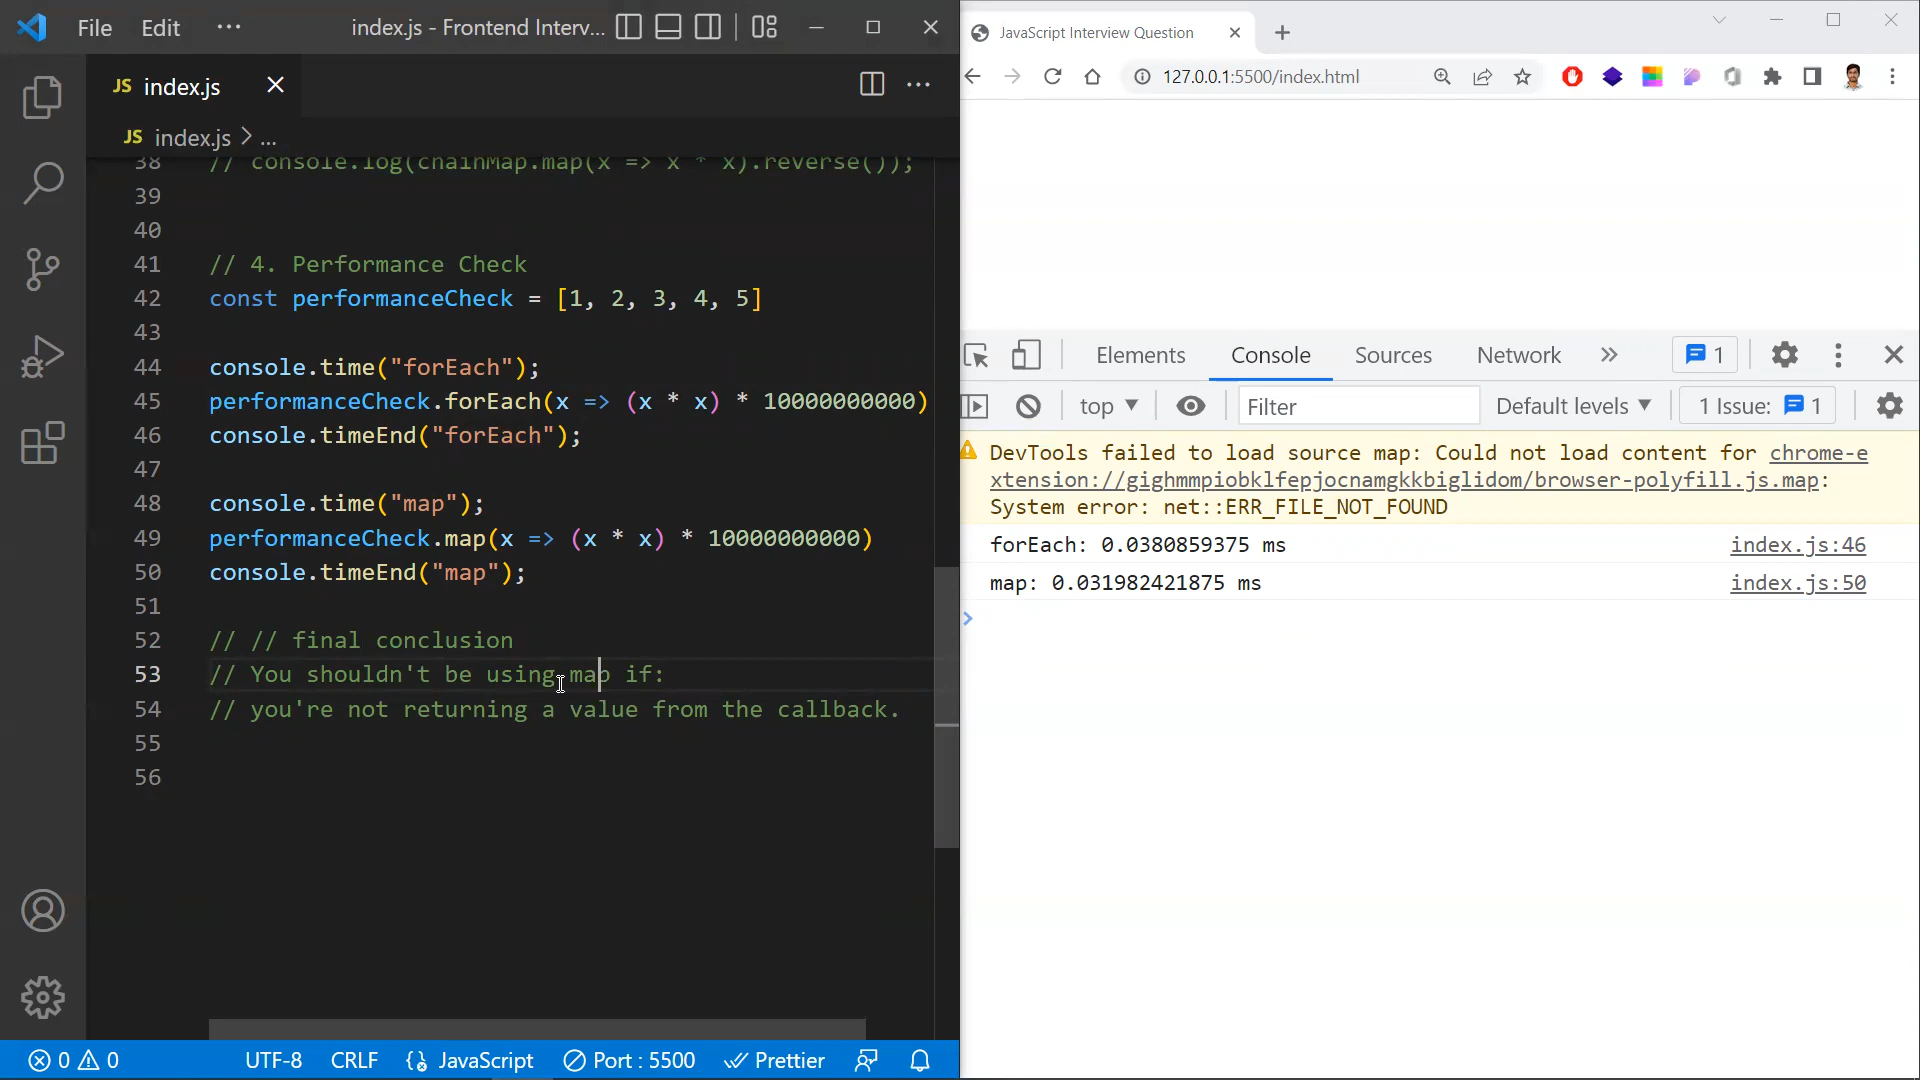 File Edit ... index.js - Frontend Interv...
JS index.js
JS index.js > ...
38 // console.log(chainMap.map(x => x * x).reverse());
39
40
41 // 4. Performance Check
42 const performanceCheck = [1, 2, 3, 4, 5]
43
44 console.time("forEach");
45 performanceCheck.forEach(x => (x * x) * 10000000000)
46 console.timeEnd("forEach");
47
48 console.time("map");
49 performanceCheck.map(x => (x * x) * 10000000000)
50 console.timeEnd("map");
51
52 // // final conclusion
53 // You shouldn't be using map if:
54 // you're not returning a value from the callback.
55
56
0 0 UTF-8 CRLF {} JavaScript Port : 5500 Prettier
JavaScript Interview Question
127.0.0.1:5500/index.html
Elements Console Sources Network » 1
top Filter Default levels 1 Issue: 1
DevTools failed to load source map: Could not load content for chrome-e
xtension://gighmmpiobklfepjocnamgkkbiglidom/browser-polyfill.js.map:
System error: net::ERR_FILE_NOT_FOUND
forEach: 0.0380859375 ms index.js:46
map: 0.031982421875 ms index.js:50